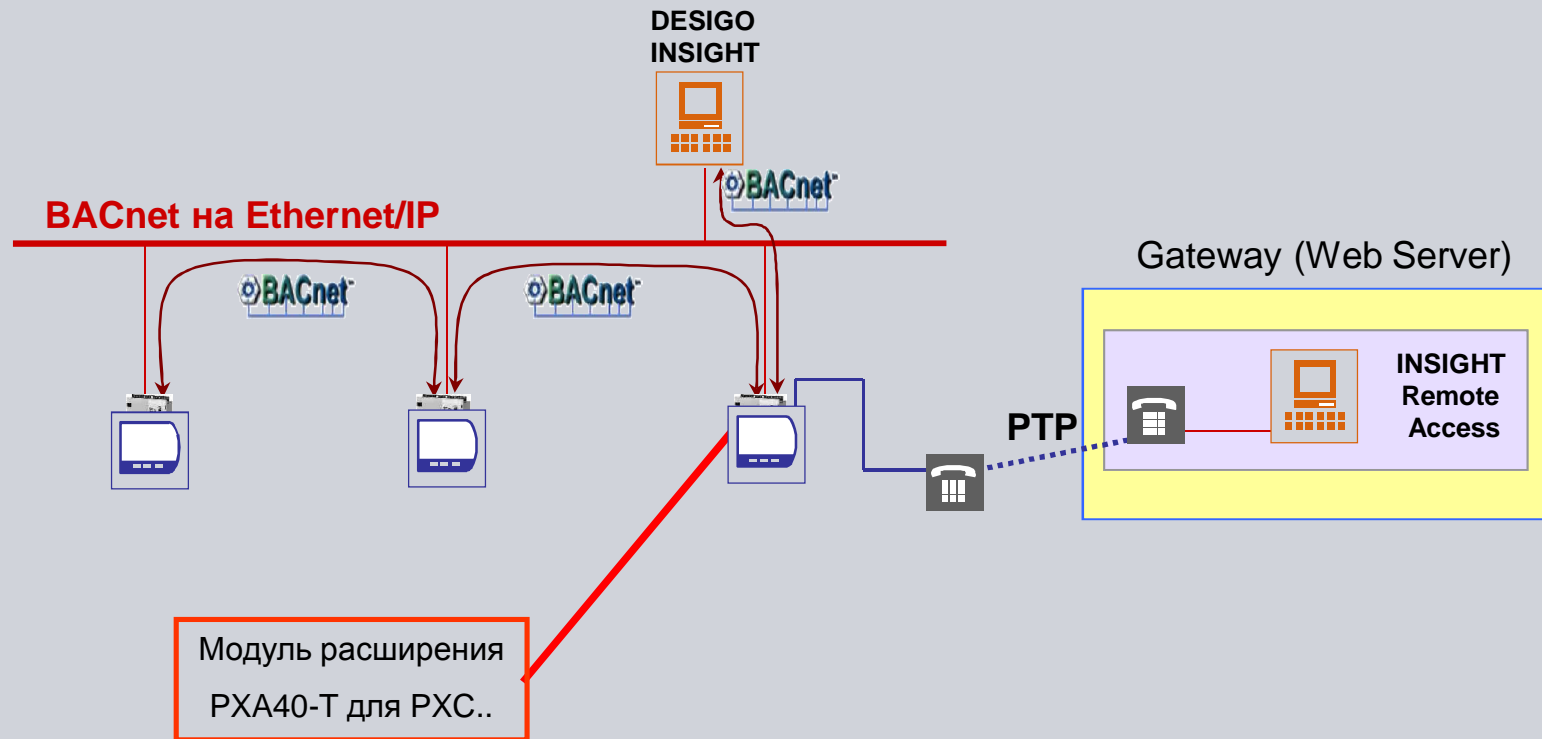 DESIGO
INSIGHT
BACnet
BACnet на Ethernet/IP
Gateway (Web Server)
BACnet
BACnet
INSIGHT
Remote
Access
PTP
Модуль расширения
PXA40-T для PXC..